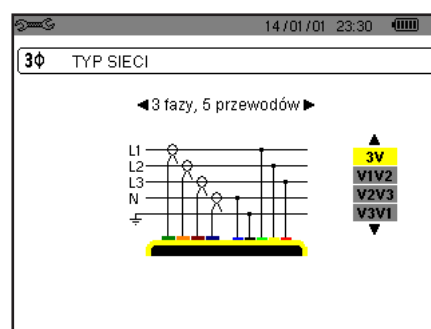 14/01/01 23:30
3Φ TYP SIECI
◄3 fazy, 5 przewodów►
L1
L2
L3
N
3V
V1V2
V2V3
V3V1